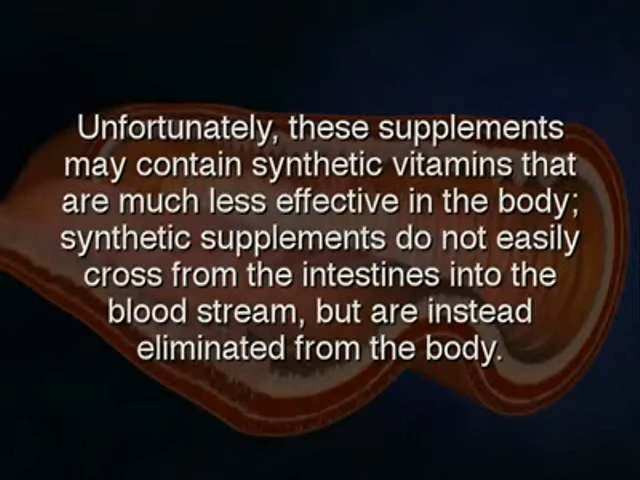 Unfortunately, these supplements
may contain synthetic vitamins that
are much less effective in the body;
synthetic supplements do not easily
cross from the intestines into the
blood stream, but are instead
eliminated from the body.